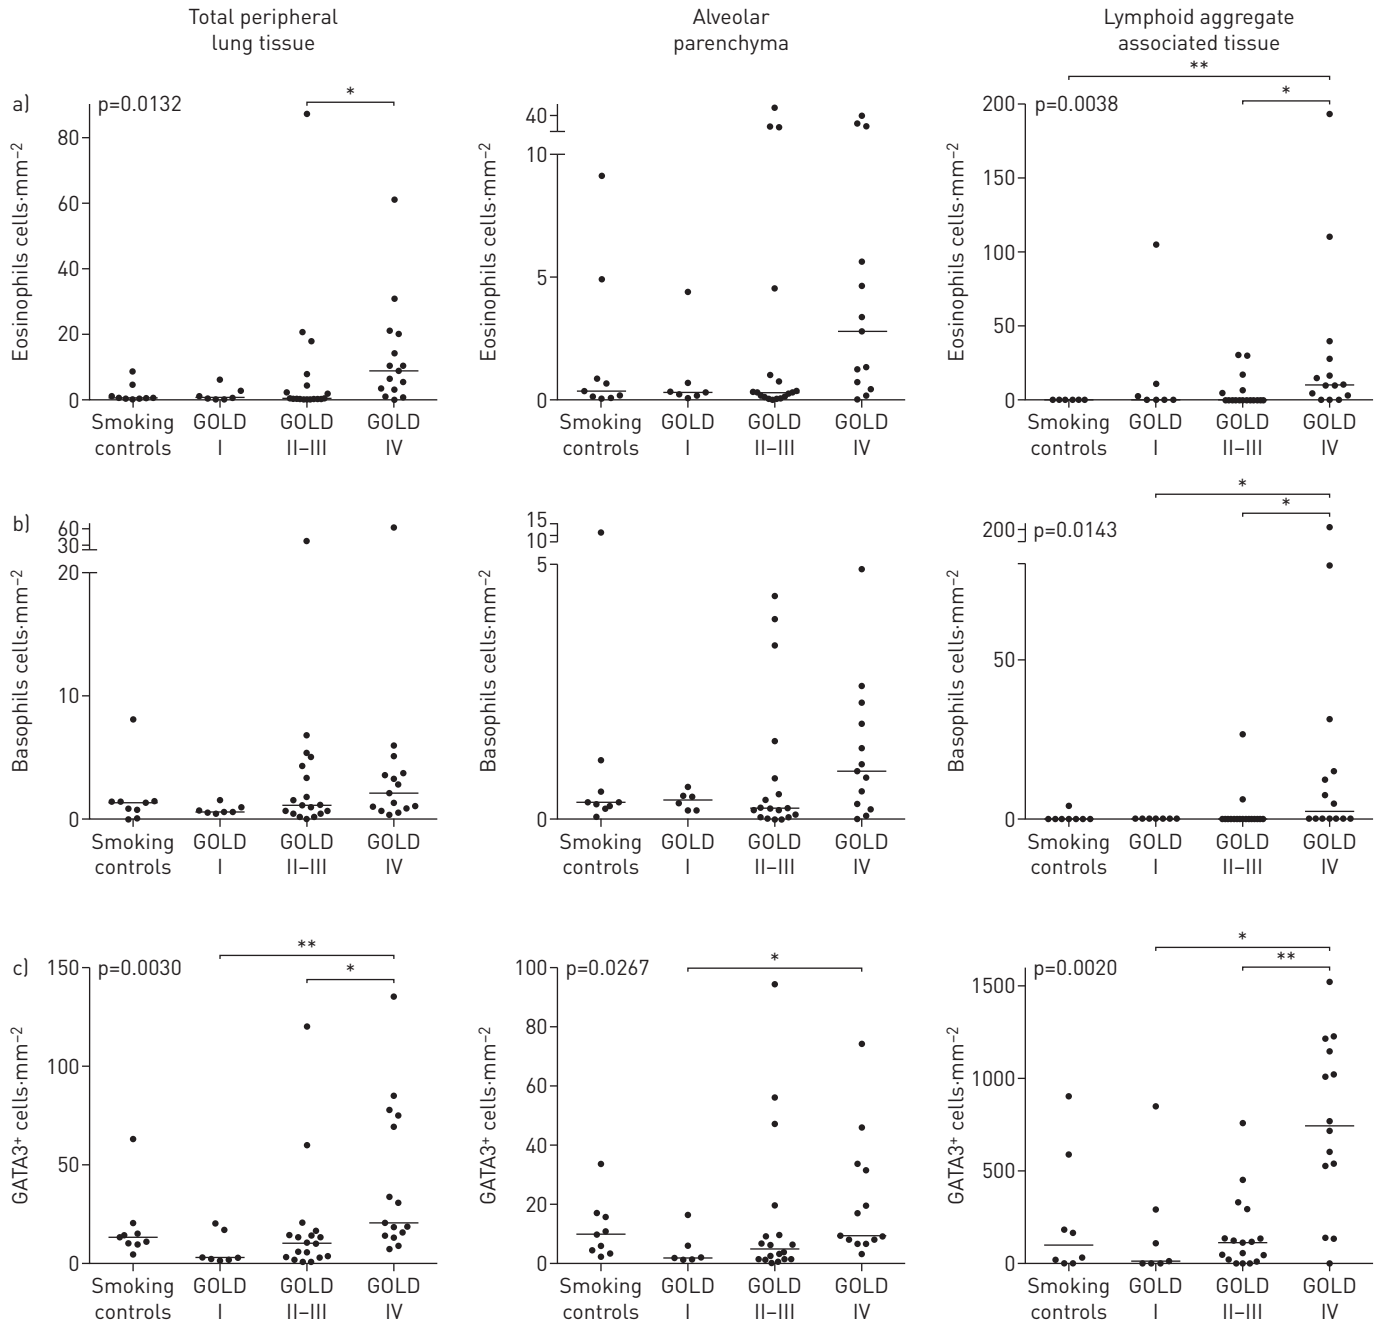 Total peripheral
lung tissue
Alveolar
parenchyma
Lymphoid aggregate
associated tissue
a)
Eosinophils cells·mm−2
80
60
40
20
0
p=0.0132
*
Smoking
controls
GOLD
I
GOLD
II–III
GOLD
IV
Eosinophils cells·mm−2
40
10
5
0
Smoking
controls
GOLD
I
GOLD
II–III
GOLD
IV
Eosinophils cells·mm−2
200
150
100
50
0
p=0.0038
**
*
Smoking
controls
GOLD
I
GOLD
II–III
GOLD
IV
b)
Basophils cells·mm−2
60
30
20
10
0
Smoking
controls
GOLD
I
GOLD
II–III
GOLD
IV
Basophils cells·mm−2
15
10
5
0
Smoking
controls
GOLD
I
GOLD
II–III
GOLD
IV
Basophils cells·mm−2
200
50
0
p=0.0143
*
*
Smoking
controls
GOLD
I
GOLD
II–III
GOLD
IV
c)
GATA3+ cells·mm−2
150
100
50
0
p=0.0030
**
*
Smoking
controls
GOLD
I
GOLD
II–III
GOLD
IV
GATA3+ cells·mm−2
100
80
60
40
20
0
p=0.0267
*
Smoking
controls
GOLD
I
GOLD
II–III
GOLD
IV
GATA3+ cells·mm−2
1500
1000
500
0
p=0.0020
*
**
Smoking
controls
GOLD
I
GOLD
II–III
GOLD
IV